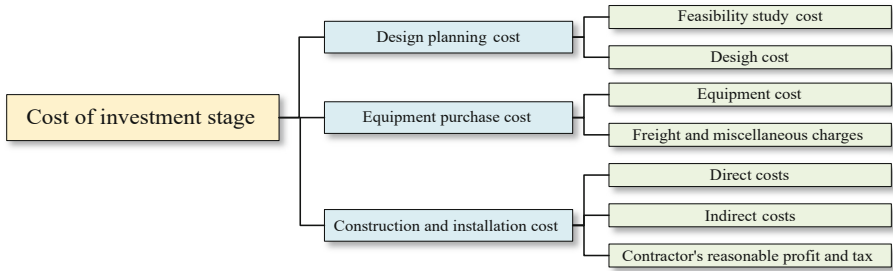 Cost of investment stage
Design planning cost
Feasibility study cost
Desigh cost
Equipment purchase cost
Equipment cost
Freight and miscellaneous charges
Construction and installation cost
Direct costs
Indirect costs
Contractor's reasonable profit and tax